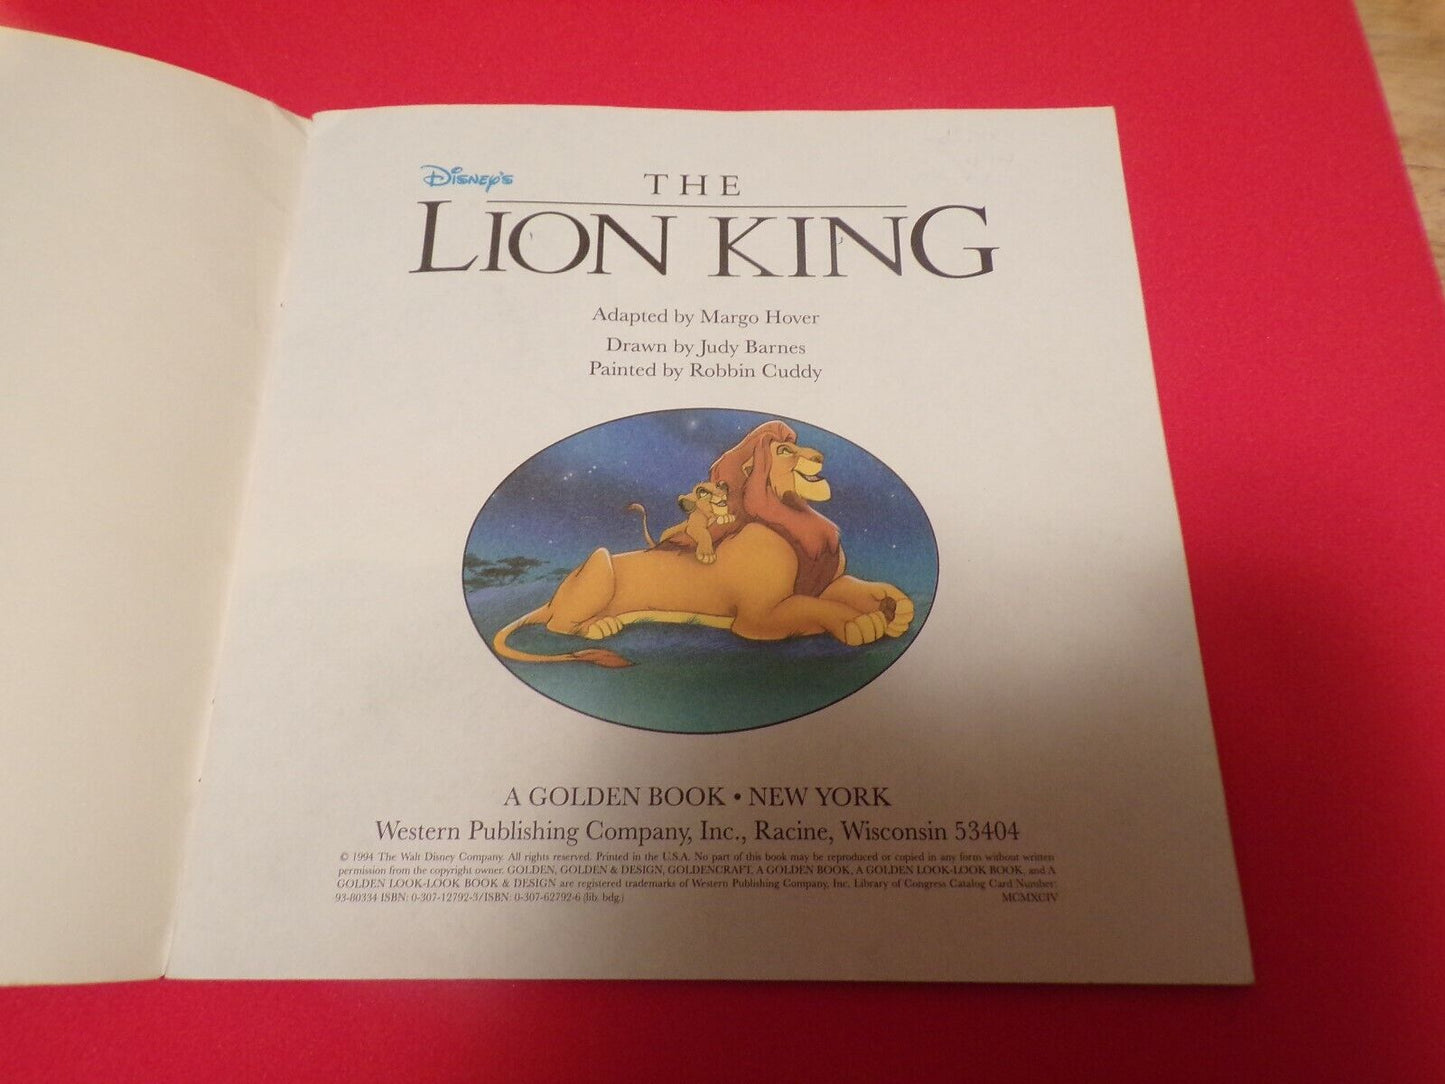 DISNEY'S
THE
LION KING
Adapted by Margo Hover
Drawn by Judy Barnes
Painted by Robbin Cuddy
A GOLDEN BOOK • NEW YORK
Western Publishing Company, Inc., Racine, Wisconsin 53404
© 1994 The Walt Disney Company. All rights reserved. Printed in the U.S.A. No part of this book may be reproduced or copied in any form without written
permission from the copyright owner. GOLDEN, GOLDEN & DESIGN, GOLDENCRAFT, A GOLDEN BOOK, A GOLDEN LOOK-LOOK BOOK, and A
GOLDEN LOOK-LOOK BOOK & DESIGN are registered trademarks of Western Publishing Company, Inc. Library of Congress Catalog Card Number:
93-80334 ISBN: 0-307-12792-3/ISBN: 0-307-62792-6 (lib. bdg.) MCMXCIV